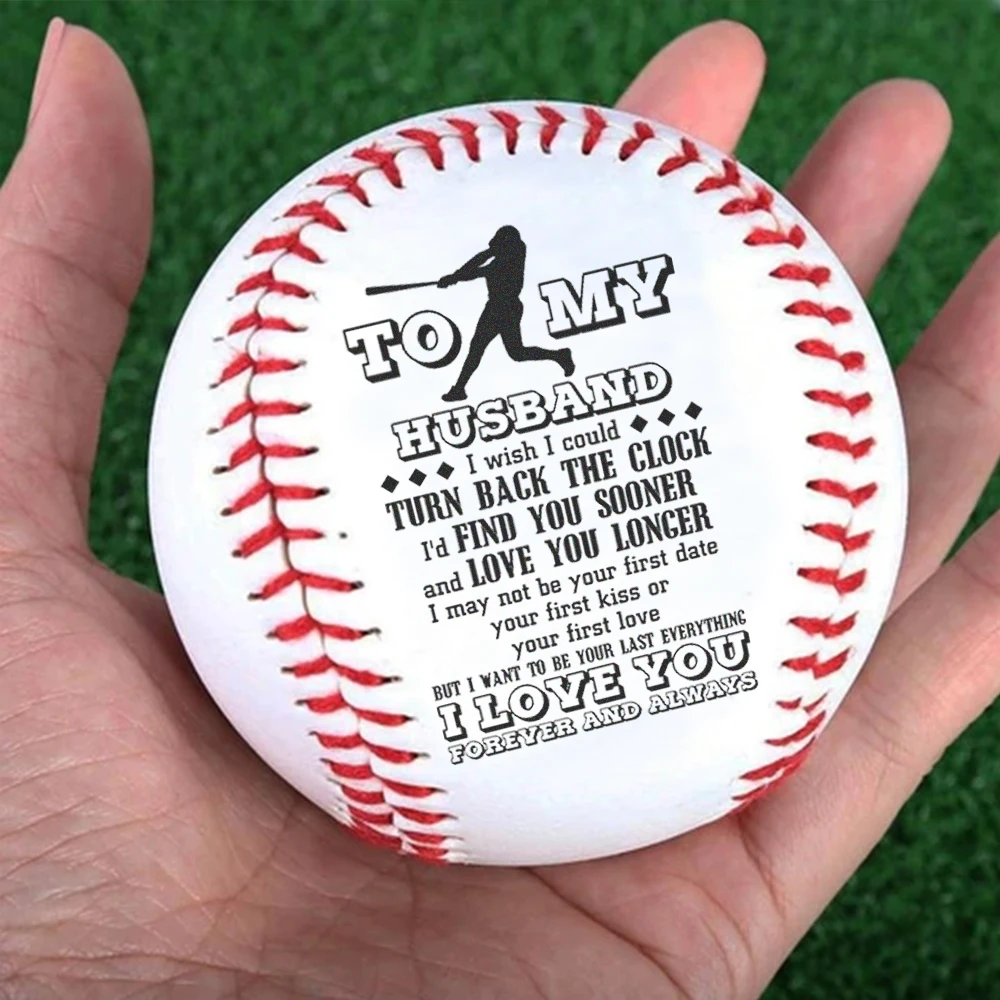 TO MY
HUSBAND
I wish I could
TURN BACK THE CLOCK
I'd FIND YOU SOONER
and LOVE YOU LONGER
I may not be your first date
your first kiss or
your first love
BUT I WANT TO BE YOUR LAST EVERYTHING
I LOVE YOU
FOREVER AND ALWAYS